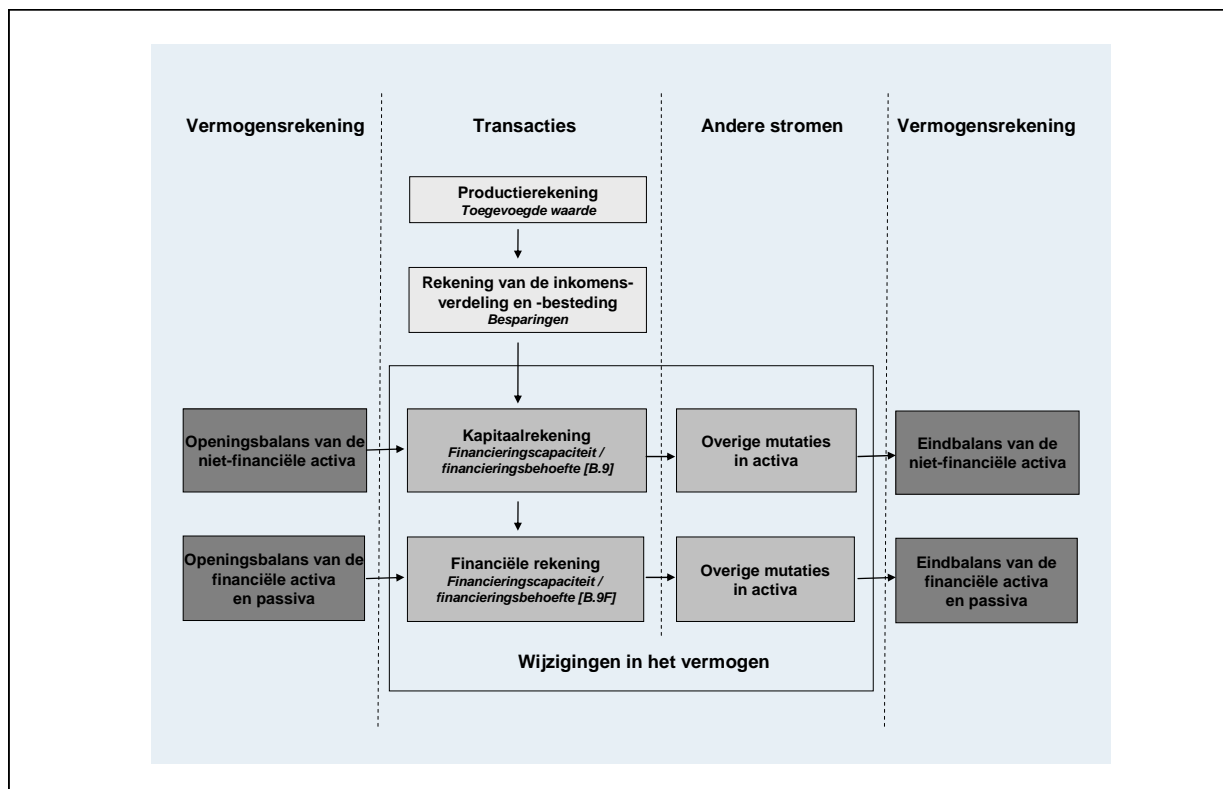 Vermogensrekening
Transacties
Andere stromen
Vermogensrekening
Productierekening
Toegevoegde waarde
Rekening van de inkomens-
verdeling en -besteding
Besparingen
Openingsbalans van de
niet-financiële activa
Kapitaalrekening
Financieringscapaciteit /
financieringsbehoefte [B.9]
Overige mutaties
in activa
Eindbalans van de
niet-financiële activa
Openingsbalans van de
financiële activa
en passiva
Financiële rekening
Financieringscapaciteit /
financieringsbehoefte [B.9F]
Overige mutaties
in activa
Eindbalans van de
financiële activa
en passiva
Wijzigingen in het vermogen